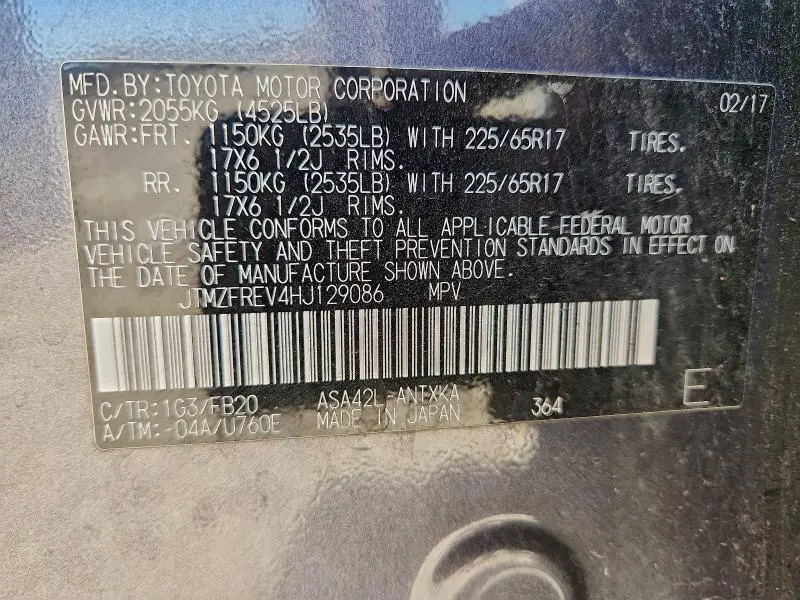 MFD.BY:TOYOTA MOTOR CORPORATION 02/17
GVWR:2055KG (4525LB)
GAWR:FRT. 1150KG (2535LB) WITH 225/65R17 TIRES.
17X6 1/2J RIMS.
RR. 1150KG (2535LB) WITH 225/65R17 TIRES.
17X6 1/2J RIMS.
THIS VEHICLE CONFORMS TO ALL APPLICABLE FEDERAL MOTOR
VEHICLE SAFETY AND THEFT PREVENTION STANDARDS IN EFFECT ON
THE DATE OF MANUFACTURE SHOWN ABOVE.
JTMZFREV4HJ129086 MPV
C/TR:1G3/FB20 ASA42L-ANTXKA 364 E
A/TM:-04A/U760E MADE IN JAPAN